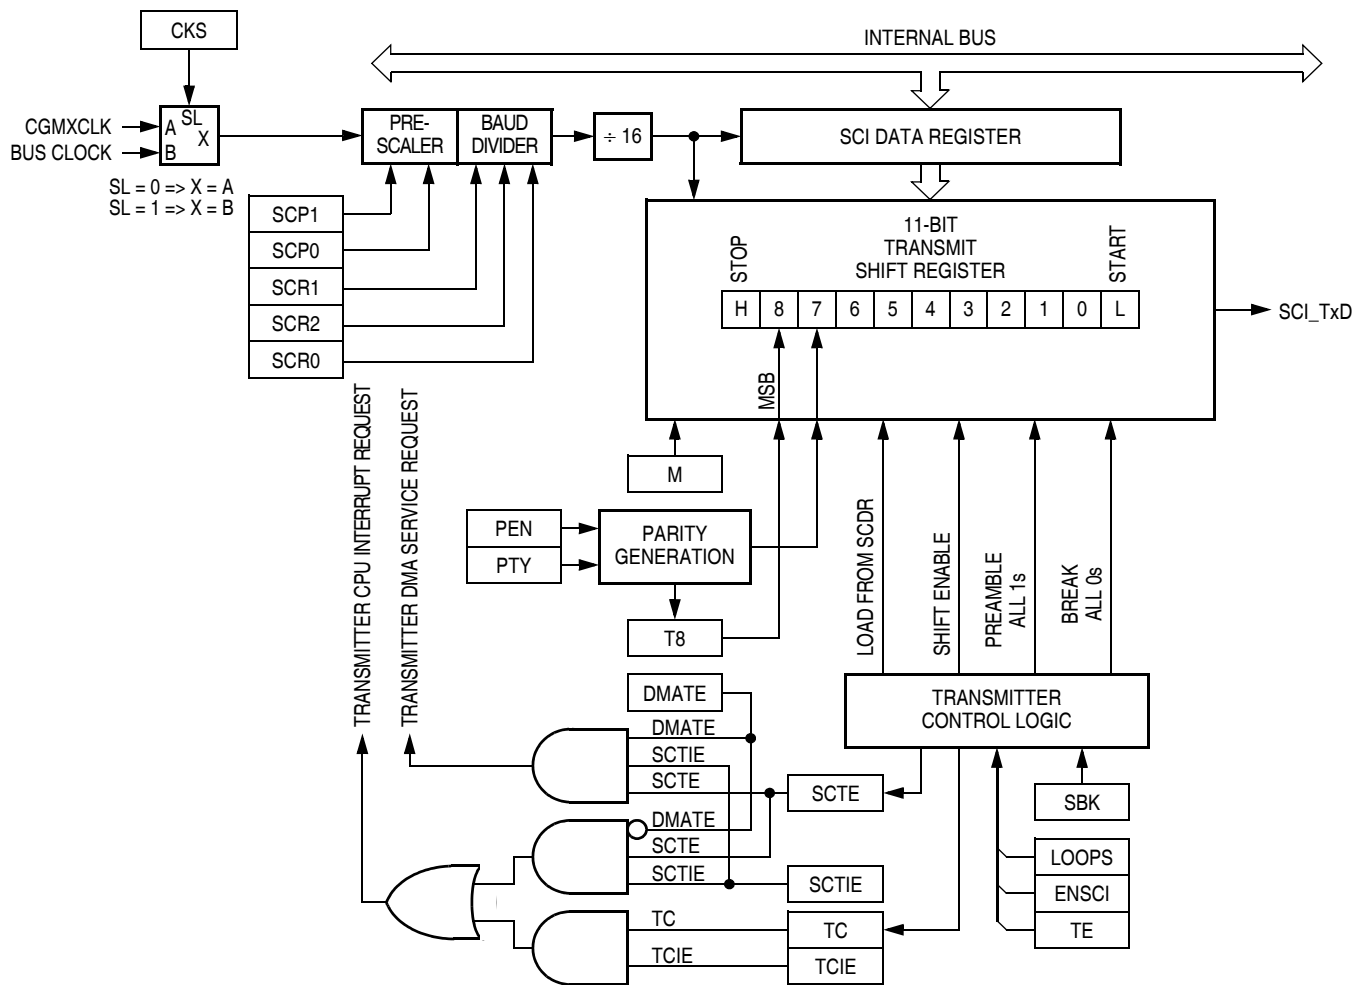 CKS
INTERNAL BUS
CGMXCLK
BUS CLOCK
A
SL
X
B
SL = 0 => X = A
SL = 1 => X = B
PRE-
SCALER
BAUD
DIVIDER
÷ 16
SCI DATA REGISTER
SCP1
SCP0
SCR1
SCR2
SCR0
11-BIT
TRANSMIT
SHIFT REGISTER
STOP
START
H 8 7 6 5 4 3 2 1 0 L
SCI_TxD
MSB
TRANSMITTER CPU INTERRUPT REQUEST
TRANSMITTER DMA SERVICE REQUEST
M
PEN
PTY
PARITY
GENERATION
T8
LOAD FROM SCDR
SHIFT ENABLE
PREAMBLE
ALL 1s
BREAK
ALL 0s
TRANSMITTER
CONTROL LOGIC
DMATE
DMATE
SCTIE
SCTE
SCTE
SBK
DMATE
SCTE
SCTIE
SCTIE
LOOPS
ENSCI
TE
TC
TC
TCIE
TCIE